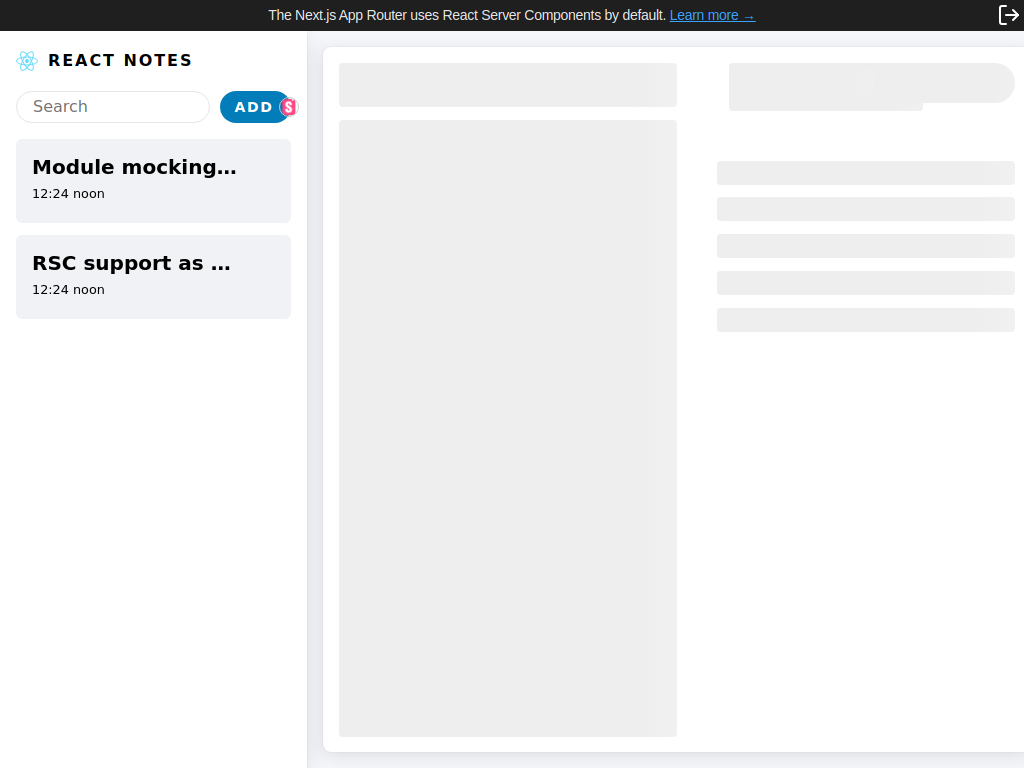 The Next.js App Router uses React Server Components by default. Learn more →
REACT NOTES
Search
ADD
S
Module mocking...
12:24 noon
RSC support as ...
12:24 noon